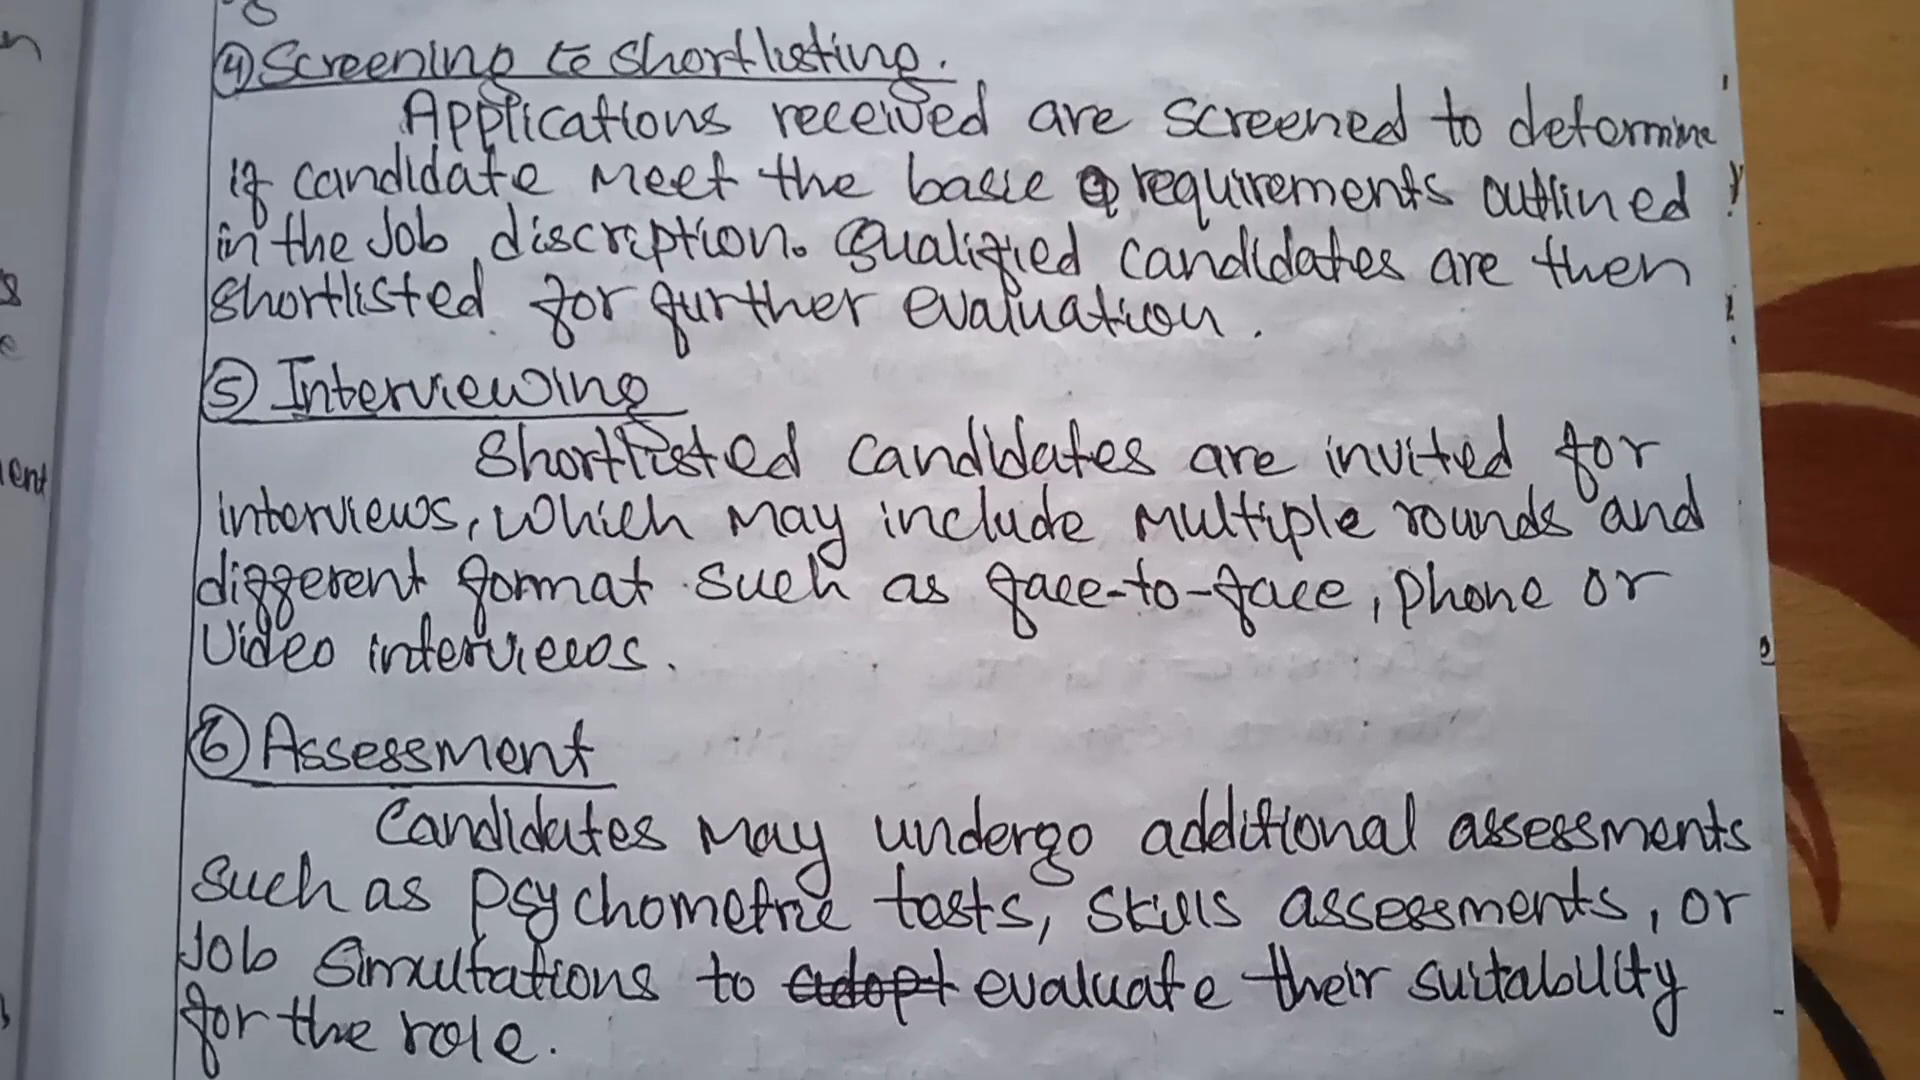 ④ Screening to shortlisting.
Applications received are screened to determine
if candidate meet the basic requirements outlined
in the Job discription. Qualified candidates are then
shortlisted for further evaluation.
⑤ Interviewing
Shortlisted candidates are invited for
interviews, which may include multiple rounds and
different format such as face-to-face, phone or
Video interviews.
⑥ Assessment
Candidates may undergo additional assessments
such as psychometric tests, skills assessments, or
Job simultations to adopt evaluate their suitability
for the role.